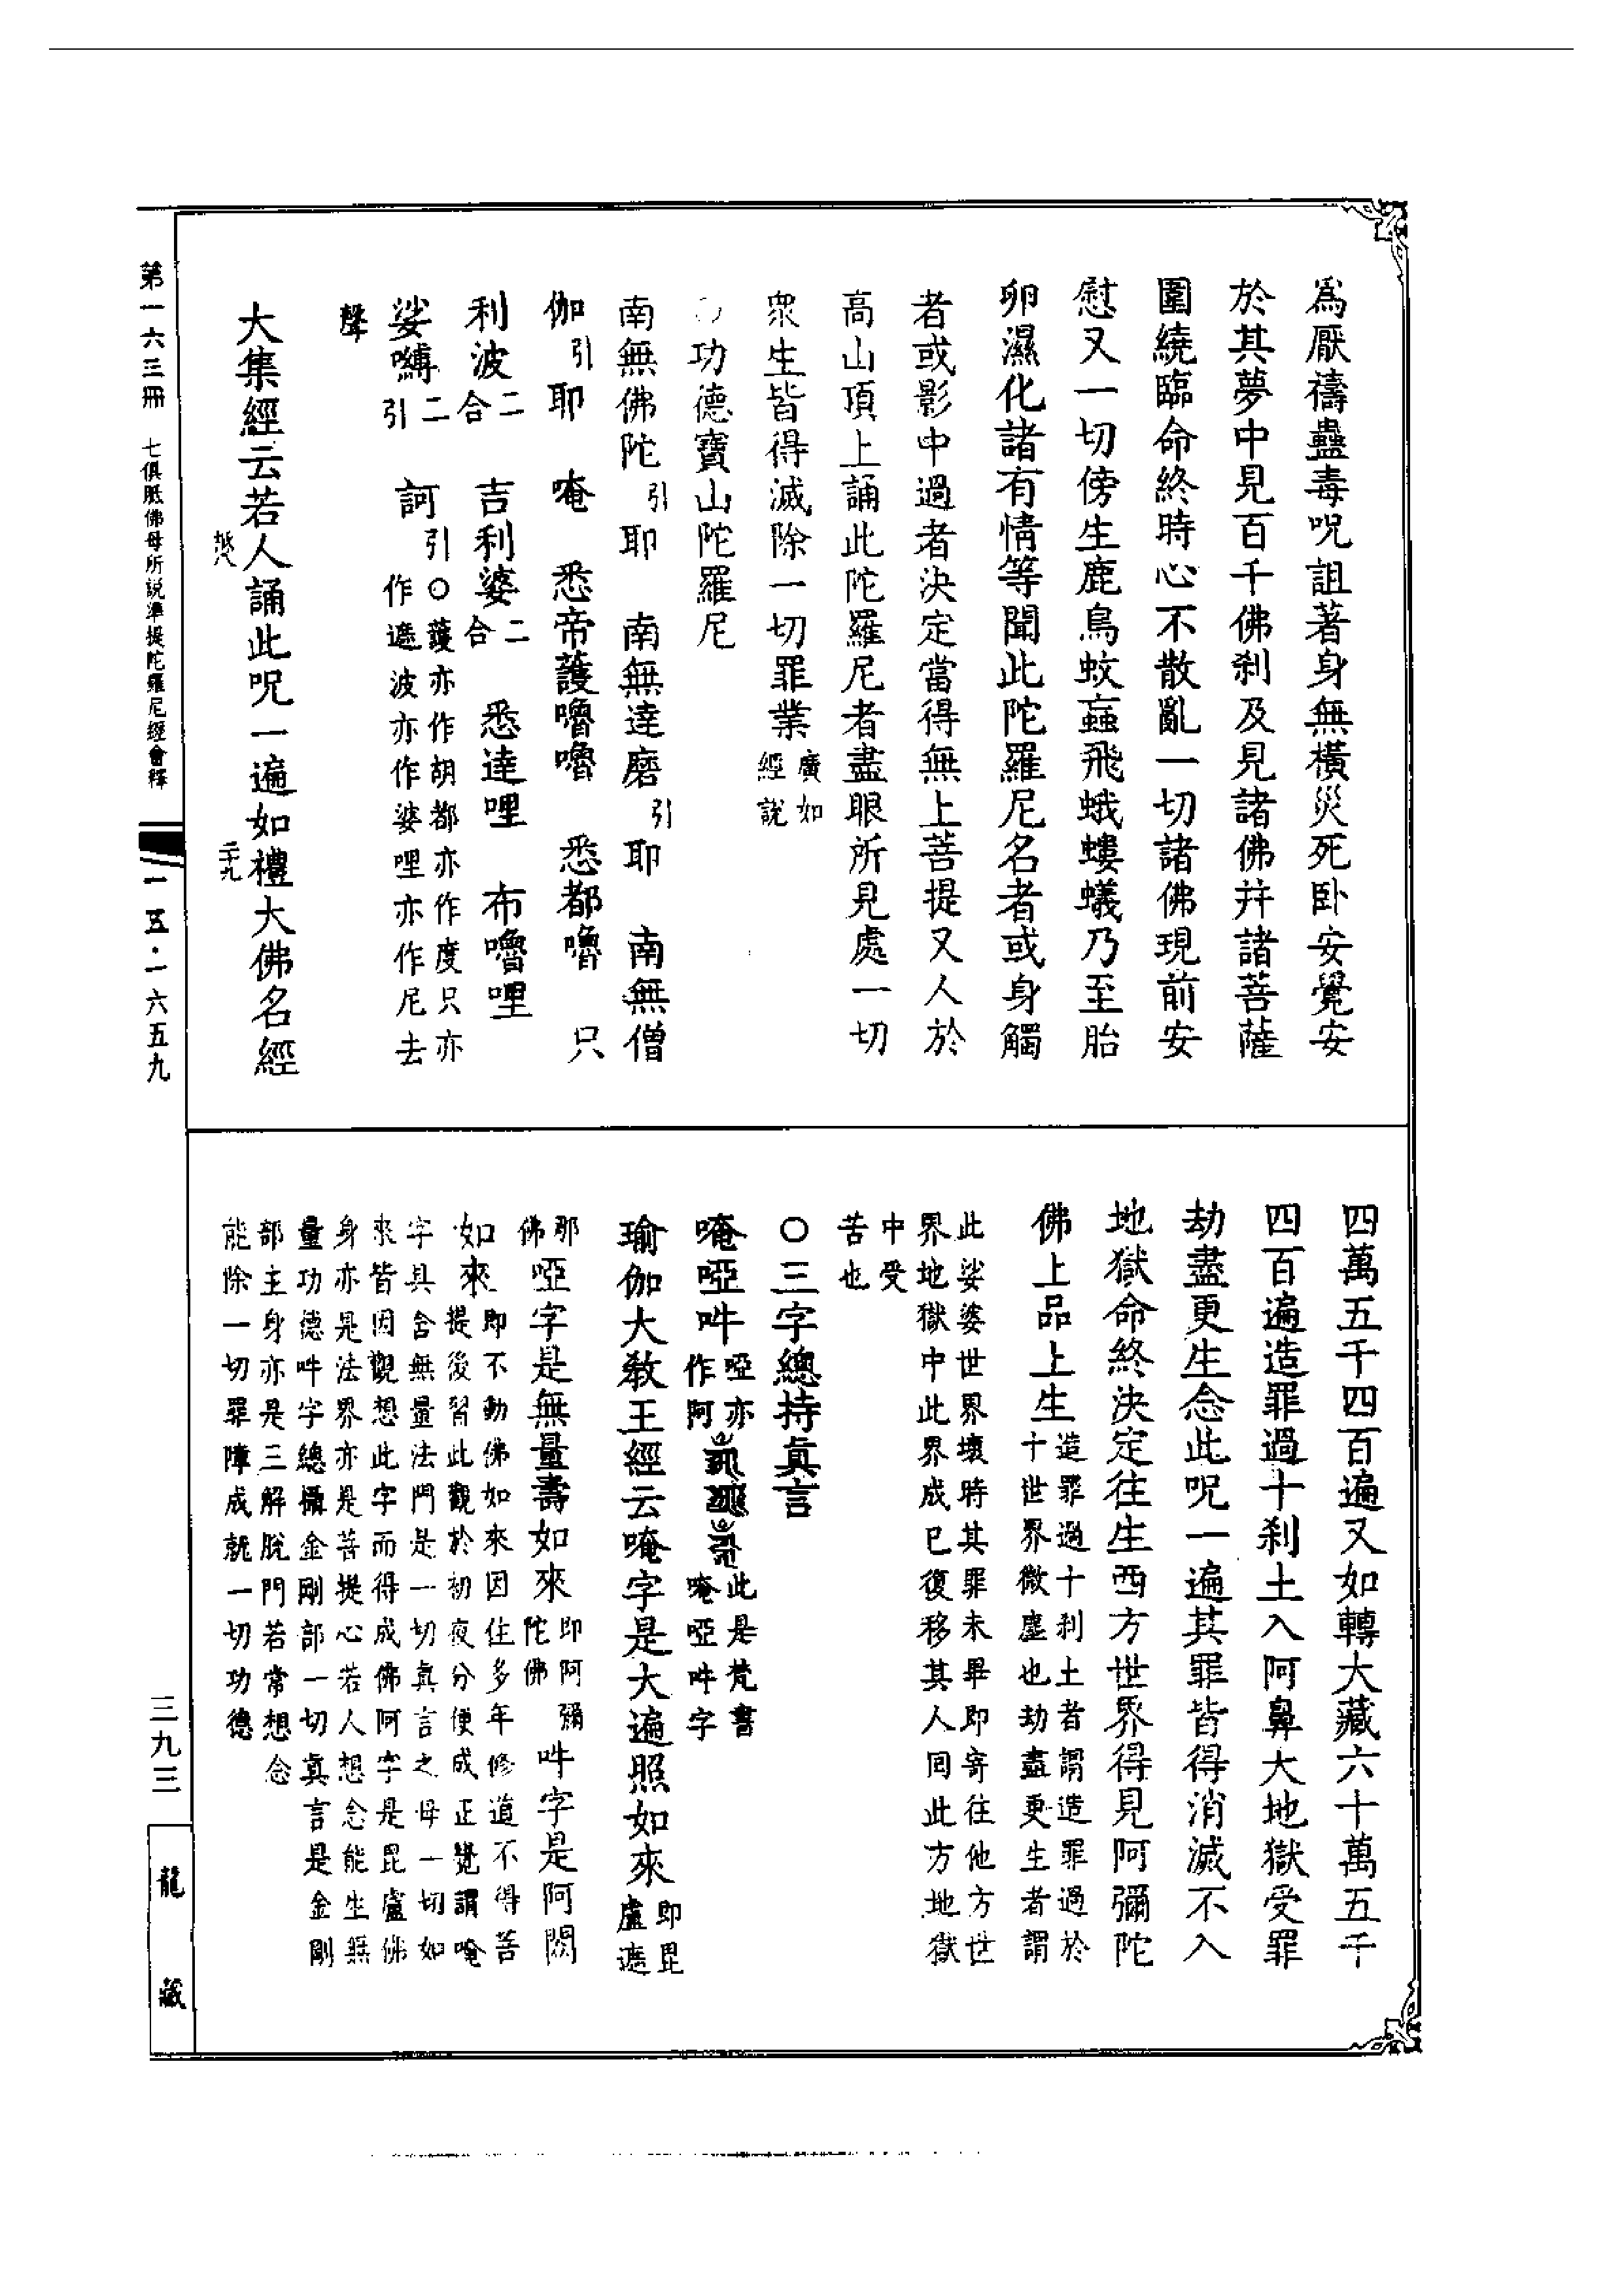 為厭禱蠱毒呪詛著身無橫災死卧安覺安
於其夢中見百千佛刹及見諸佛并諸菩薩
圍繞臨命終時心不散亂一切諸佛現前安
慰又一切傍生鹿鳥蚊蝱飛蛾螻蟻乃至胎
卵濕化諸有情等聞此陀羅尼名者或身觸
者或影中過者決定當得無上菩提又人於
高山頂上誦此陀羅尼者盡眼所見處一切
衆生皆得滅除一切罪業廣如經說
○功德寶山陀羅尼
南無佛陀引耶 南無達磨引耶 南無僧
伽引耶 唵 悉帝護嚕嚕 悉都嚕 只
利波二合 吉利婆二合 悉達哩 布嚕哩
娑嚩二引 訶引○護亦作胡都亦作度只亦作遮波亦作婆哩亦作尼去
聲
大集經云若人誦此呪一遍如禮大佛名經
四萬五千四百遍又如轉大藏六十萬五千
四百遍造罪過十刹土入阿鼻大地獄受罪
劫盡更生念此呪一遍其罪皆得消滅不入
地獄命終決定往生西方世界得見阿彌陀
佛上品上生造罪過十刹土者謂造罪過於十世界微塵也劫盡更生者謂
此娑婆世界壞時其罪未畢即寄往他方世界地獄中此界成已復移其人回此方地獄
中受苦也
○三字總持眞言
唵啞吽啞亦作阿此是梵書唵啞吽字
瑜伽大教王經云唵字是大遍照如來即毘盧遮
那佛啞字是無量壽如來即阿彌陀佛吽字是阿閦
如來即不動佛如來因住多年修道不得菩提後習此觀於初夜分便成正覺謂唵
字具含無量法門是一切眞言之母一切如
來皆因觀想此字而得成佛阿字是毘盧佛
身亦是法界亦是菩提心若人想念能生無
量功德吽字總攝金剛部一切眞言是金剛
部主身亦是三解脫門若常想念
能除一切罪障成就一切功德
第一六三冊 七俱胝佛母所說準提陀羅尼經會釋
二十九
一五·一六五九
三九三
龍藏